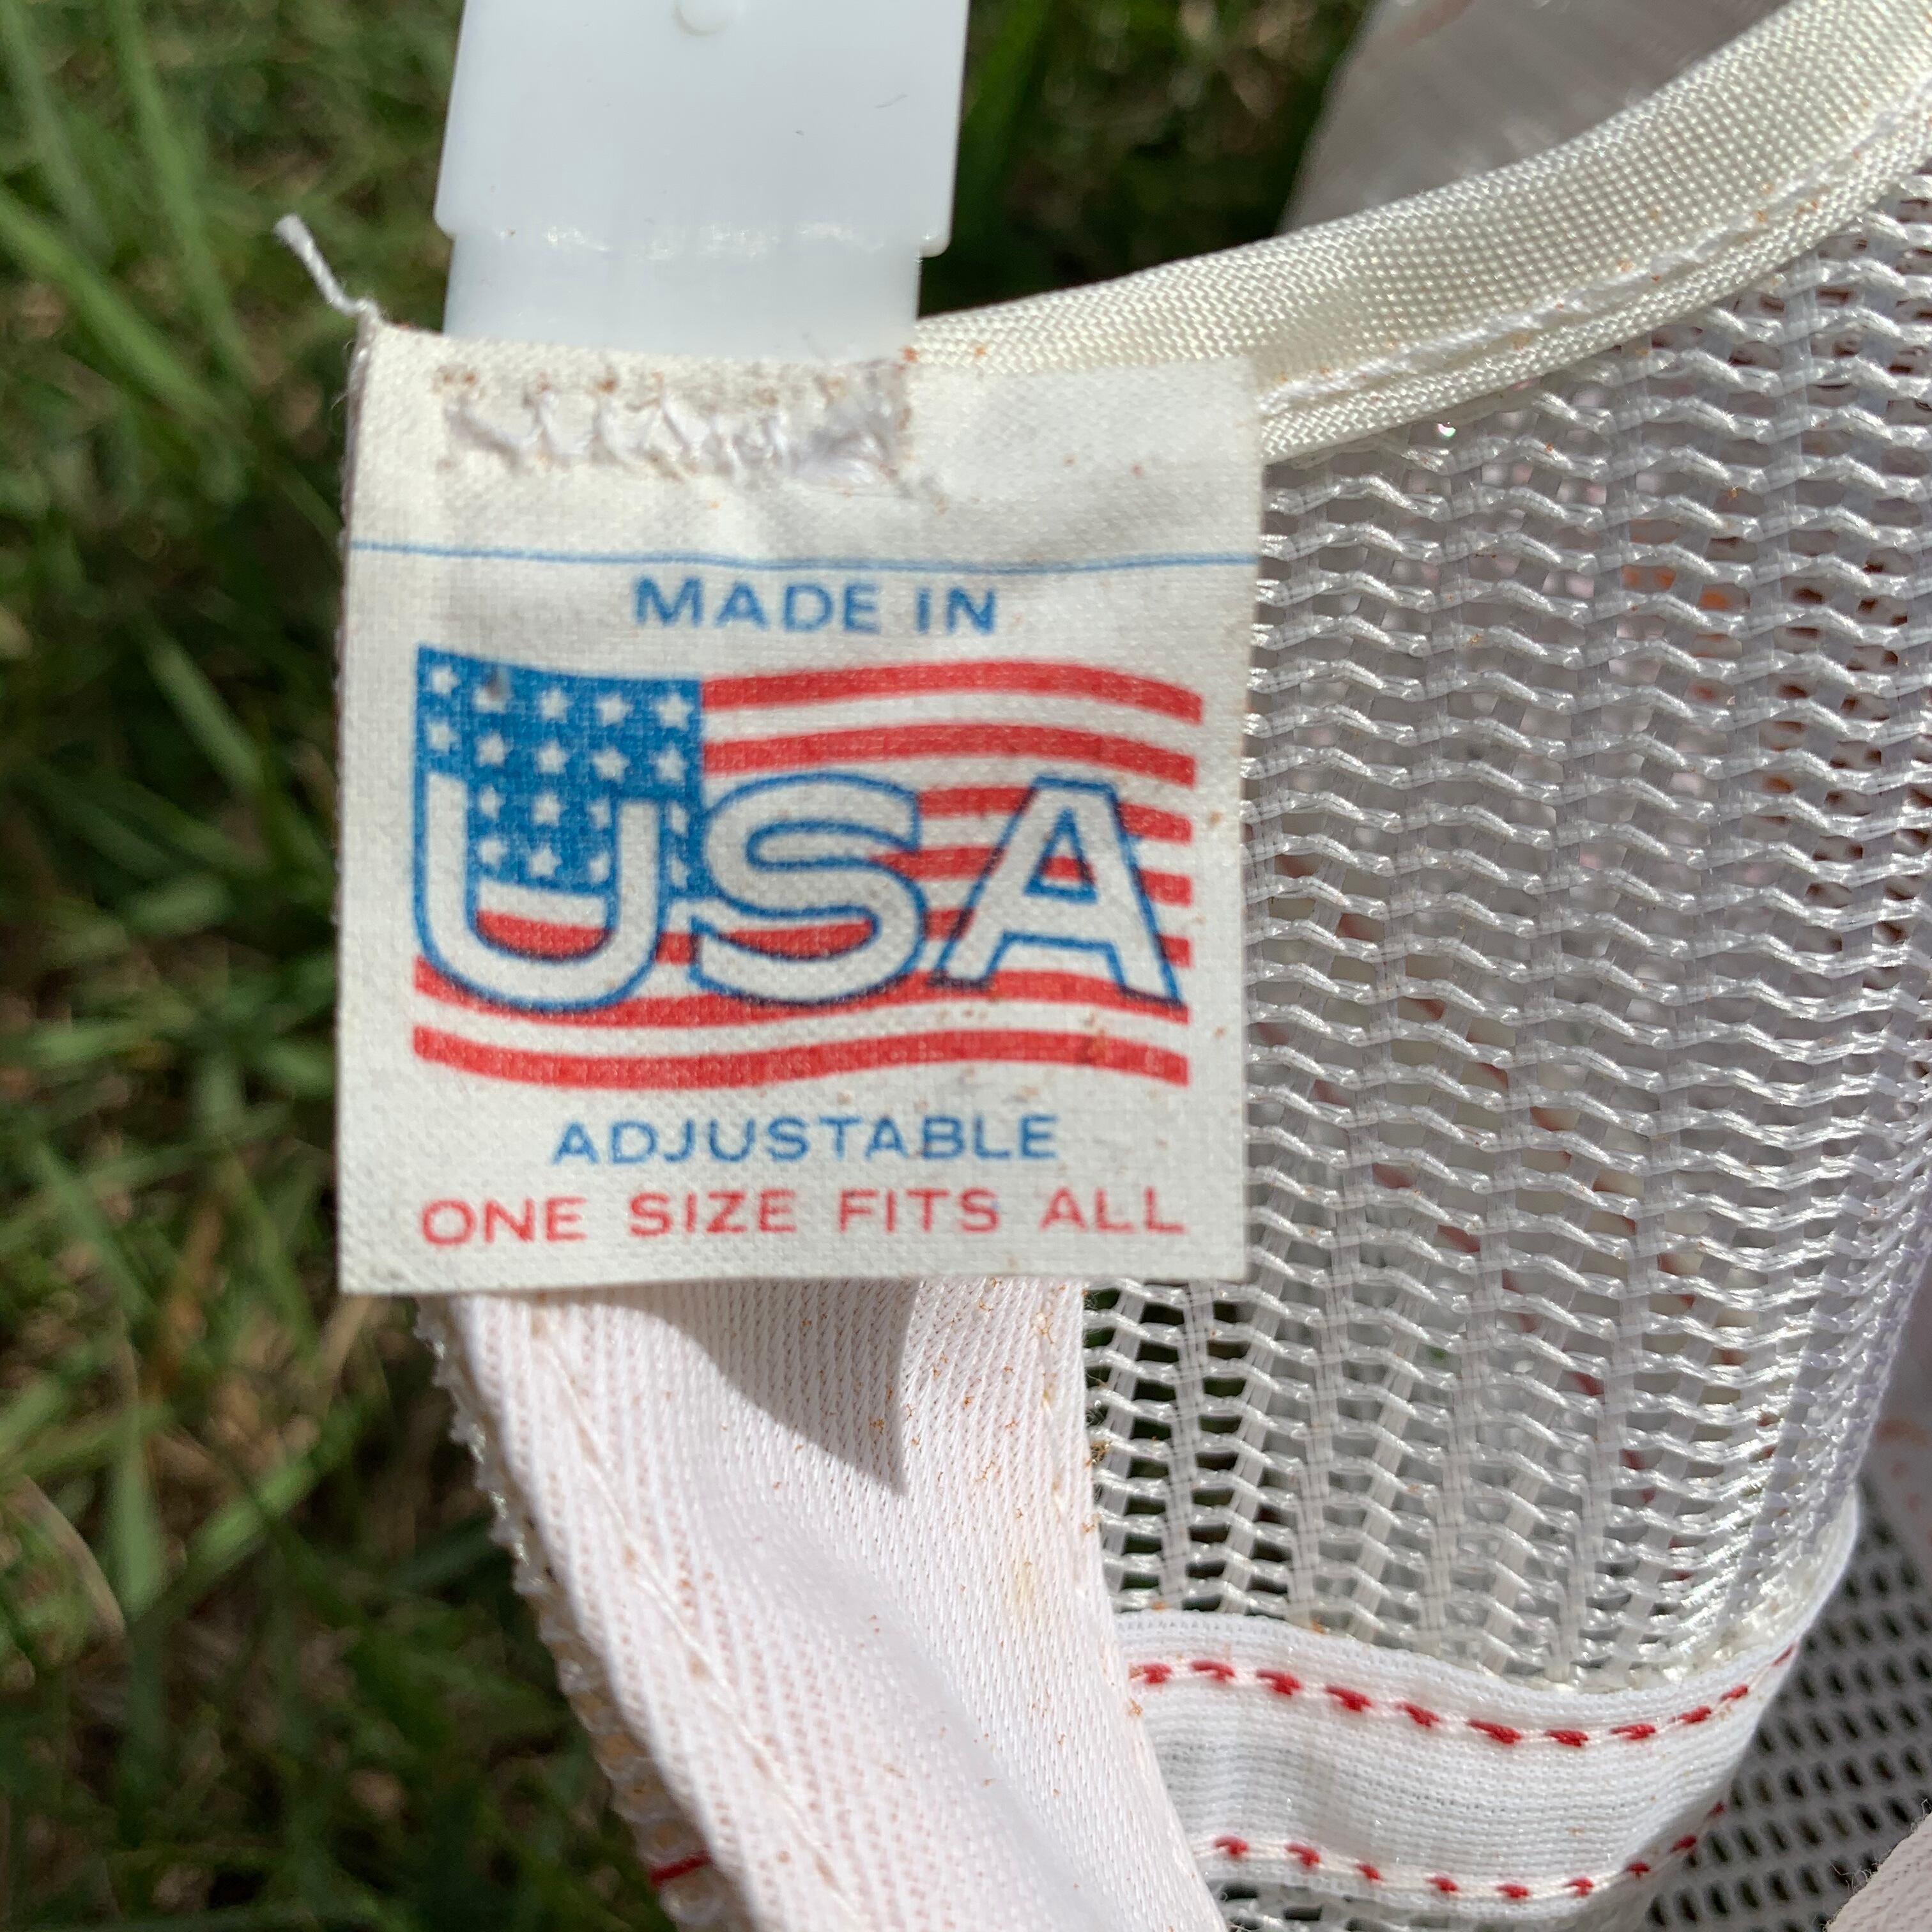 MADE IN
USA
ADJUSTABLE
ONE SIZE FITS ALL